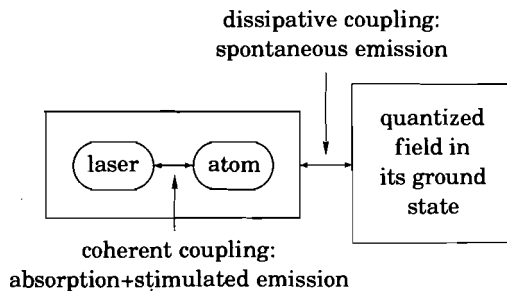 dissipative coupling:
spontaneous emission
laser
atom
quantized
field in
its ground
state
coherent coupling:
absorption+stimulated emission